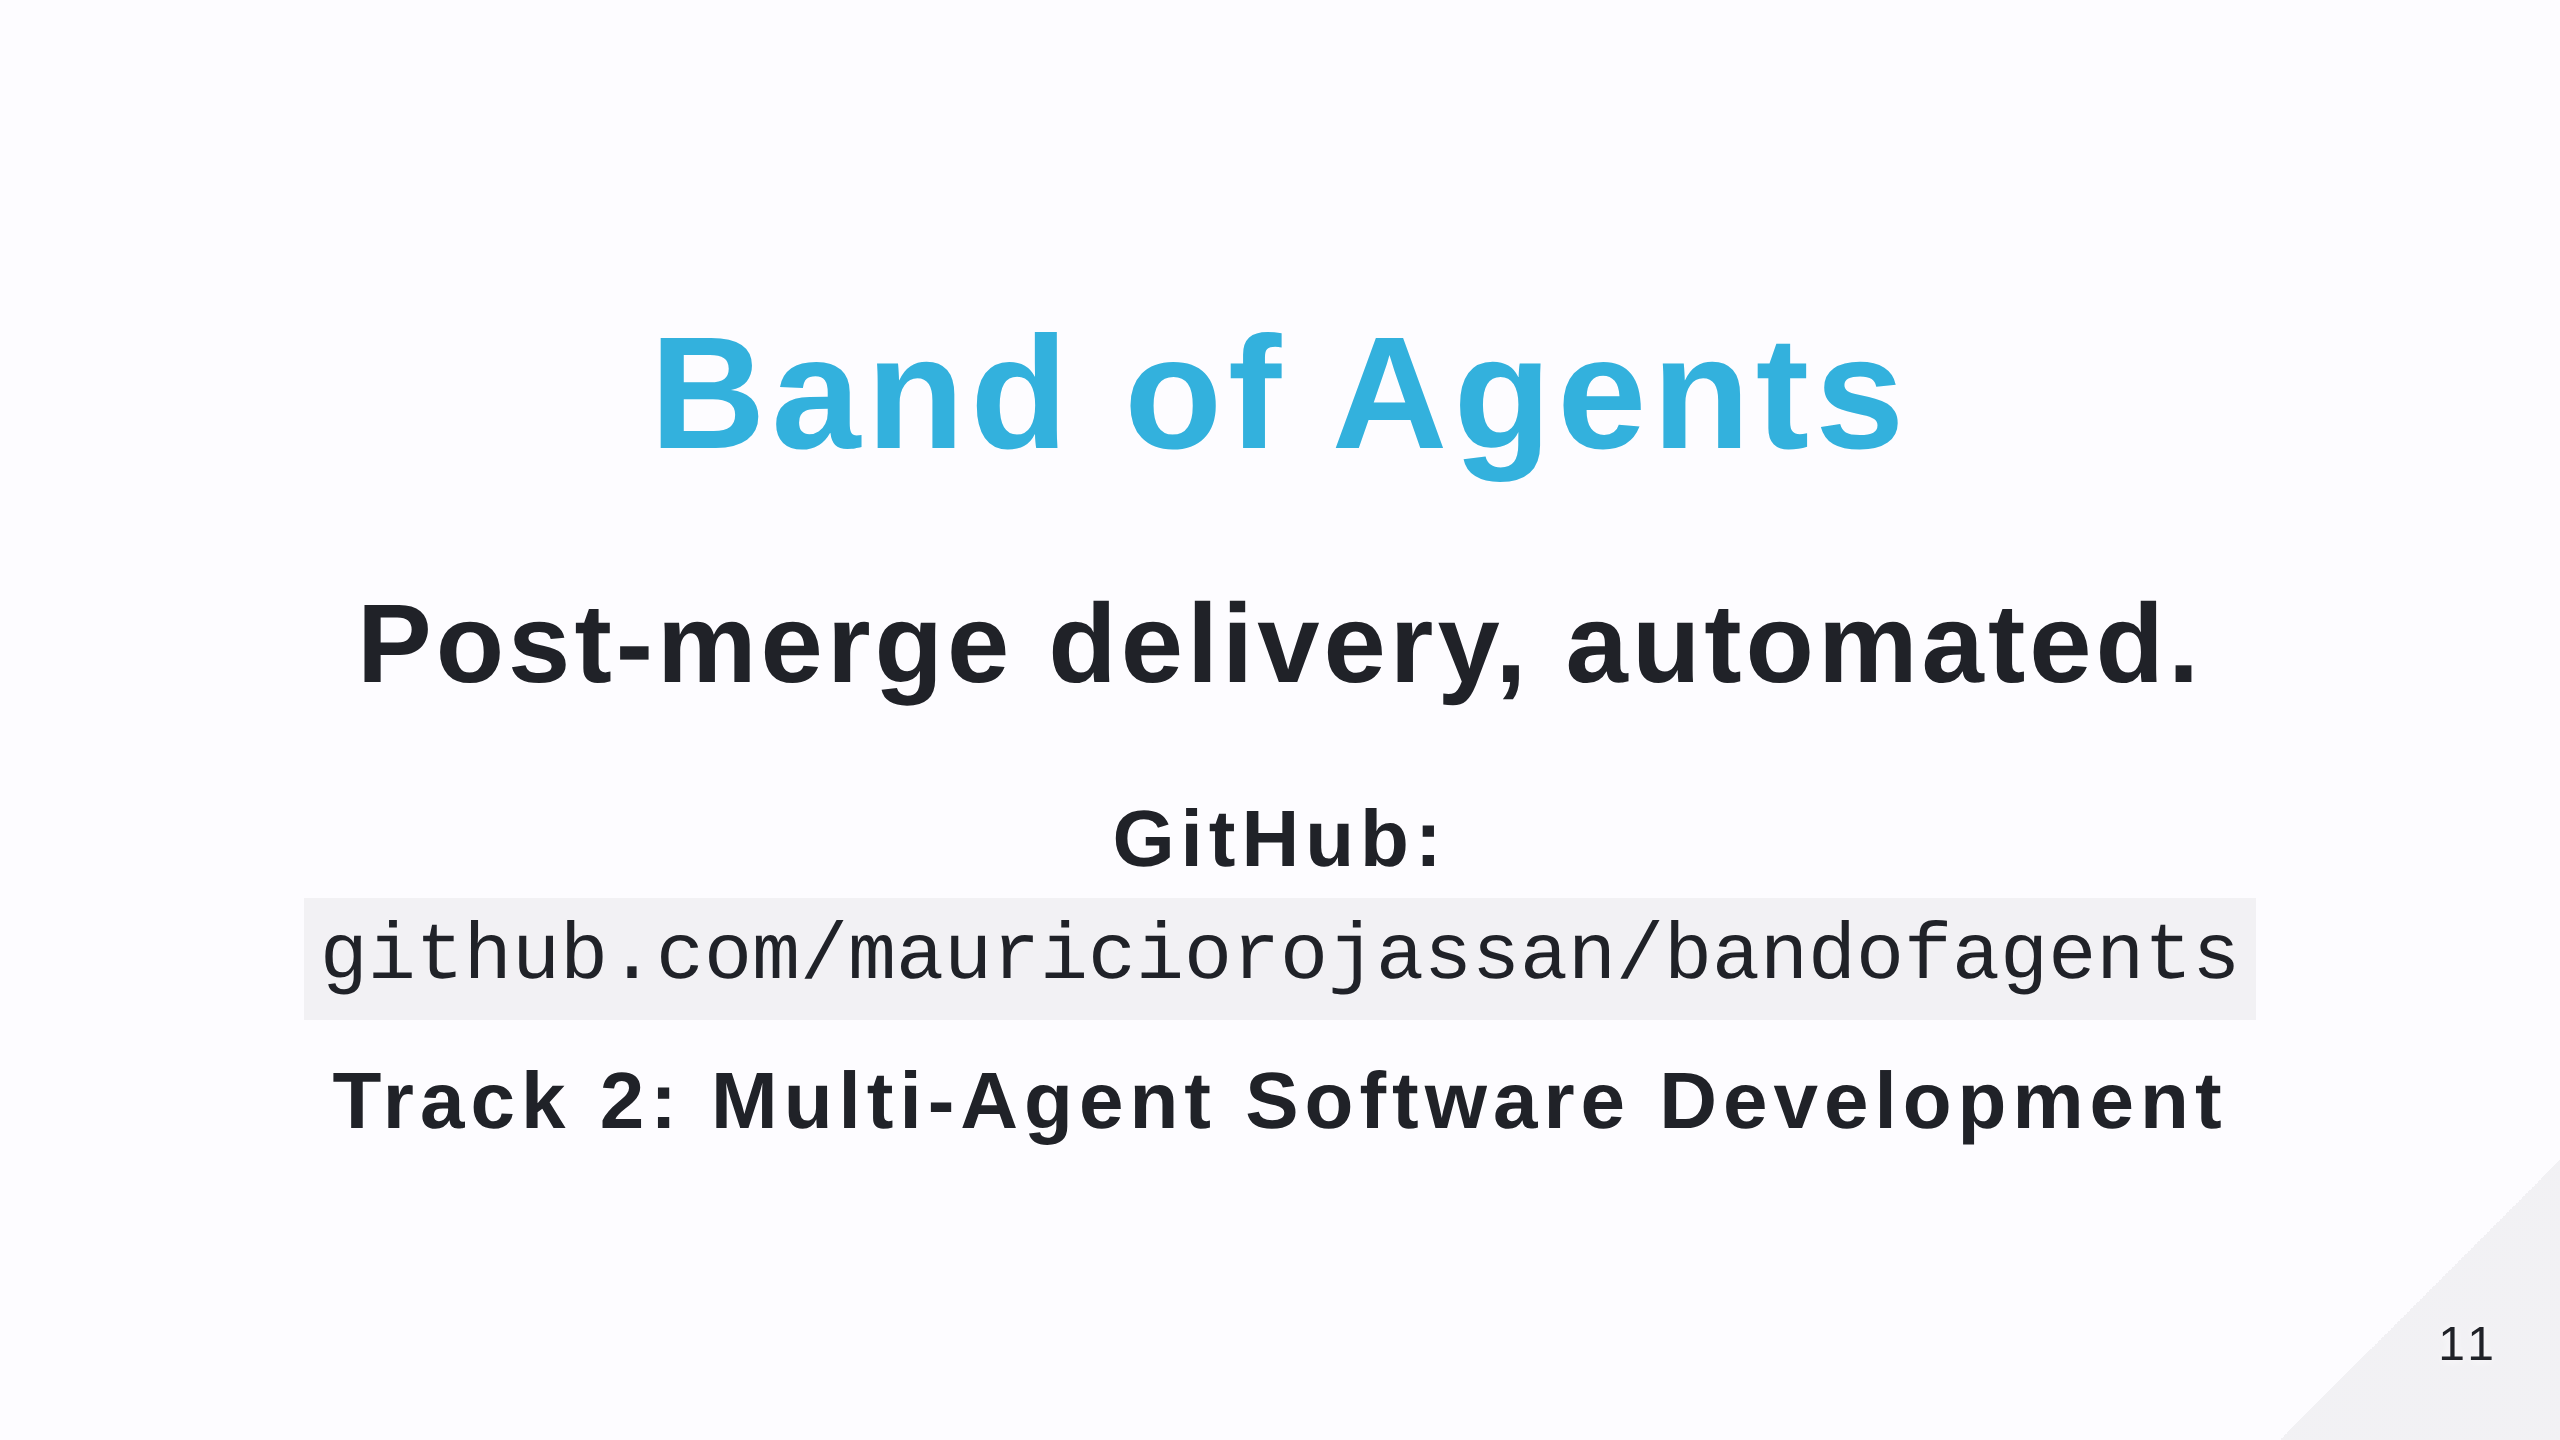 Band of Agents
Post-merge delivery, automated.
GitHub:
github.com/mauriciorojassan/bandofagents
Track 2: Multi-Agent Software Development
11